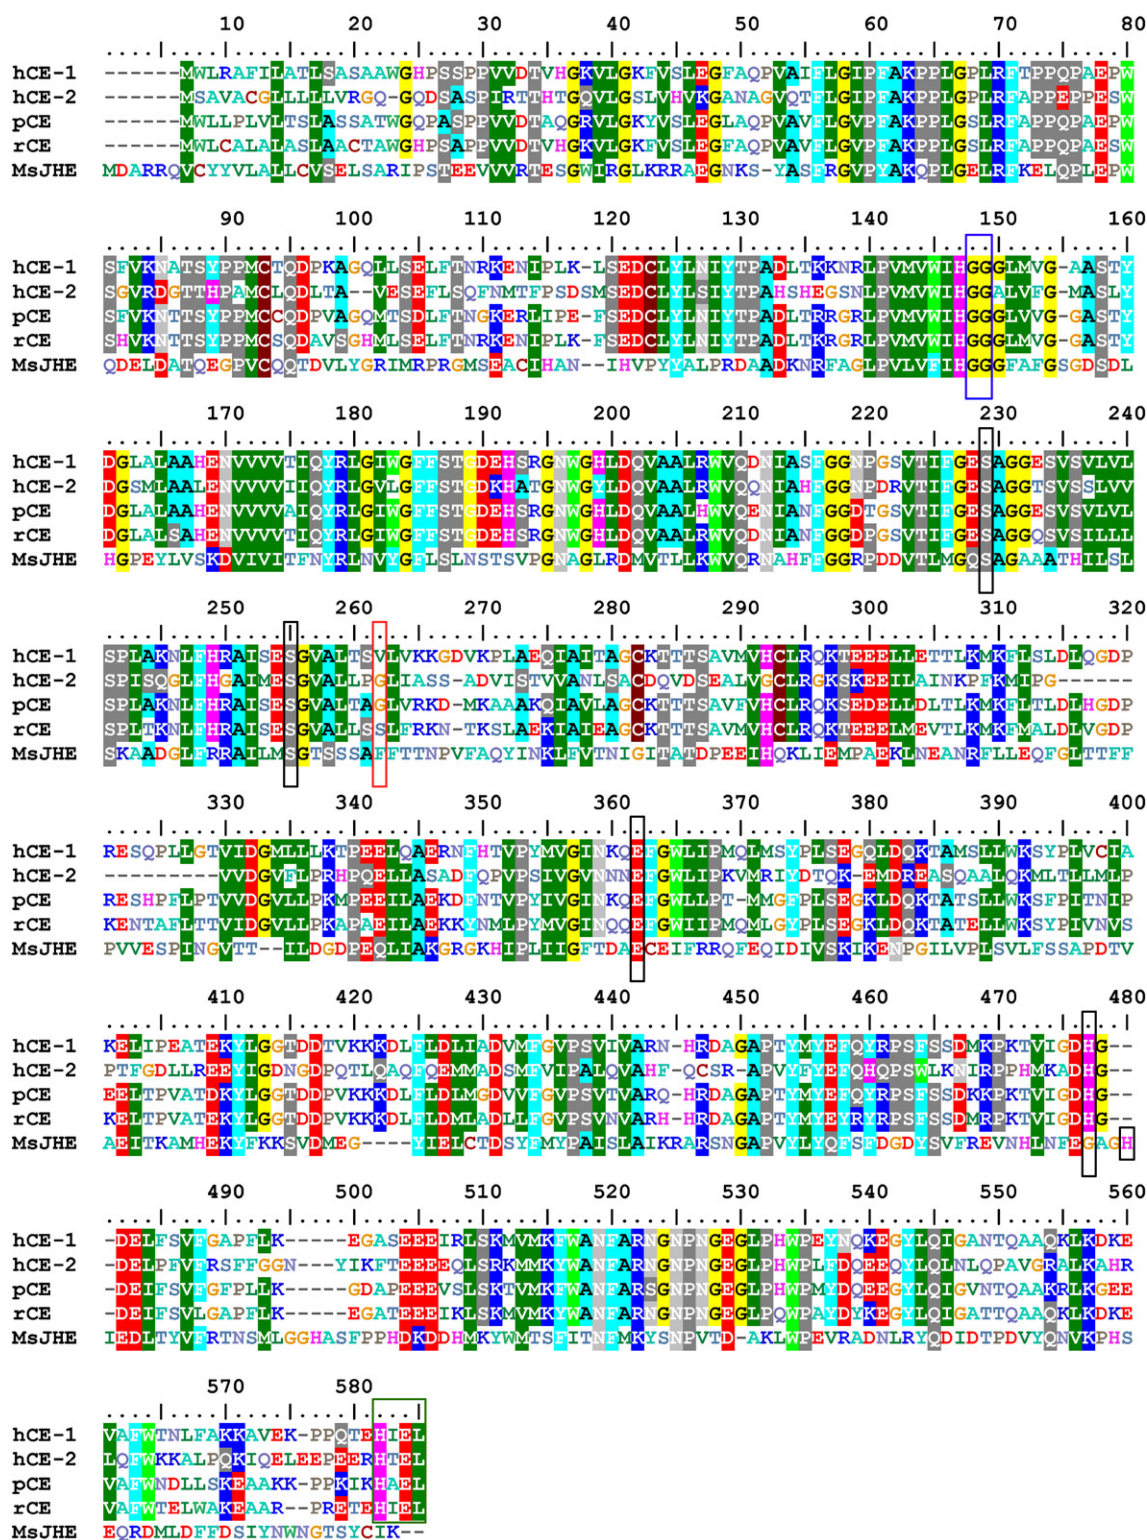 10 20 30 40 50 60 70 80
....|....|....|....|....|....|....|....|....|....|....|....|....|....|....|....|
hCE-1 ------MWLRAFILATLSASAAWGHPSSPPVVDTVHGKVLGKFVSLEGFAQPVAIFLGIPFAKPPLGPLRFTPPQPAEPW
hCE-2 ------MSAVACGLLLLLVRGQ-GQDSASPIRTTHTGQVLGSLVHVKGANAGVQTFLGIPFAKPPLGPLRFAPPEPPESW
pCE ------MWLLPLVLTSLASSATWGQPASPPVVDTAQGRVLGKYVSLEGLAQPVAVFLGVPFAKPPLGSLRFAPPQPAEPW
rCE ------MWLCALALASLAACTAWGHPSAPPVVDTVHGKVLGKFVSLEGFAQPVAVFLGVPFAKPPLGSLRFAPPQPAESW
MsJHE MDARRQVCYYVLALLCVSELSARIPSTEEVVVRTESGWIRGLKRRAEGNKS-YASFRGVPYAKQPLGELRFKELQPLEPW
90 100 110 120 130 140 150 160
....|....|....|....|....|....|....|....|....|....|....|....|....|....|....|....|
hCE-1 SFVKNATSYPPMCTQDPKAGQLLSELFTNRKENIPLK-LSEDCLYLNIYTPADLTKKNRLPVMVWIHGGGLMVG-AASTY
hCE-2 SGVRDGTTHPAMCLQDLTA--VESEFLSQFNMTFPSDSMSEDCLYLSIYTPAHSHEGSNLPVMVWIHGGALVFG-MASLY
pCE SFVKNTTSYPPMCCQDPVAGQMTSDLFTNGKERLIPE-FSEDCLYLNIYTPADLTRRGRLPVMVWIHGGGLVVG-GASTY
rCE SHVKNTTSYPPMCSQDAVSGHMLSELFTNRKENIPLK-FSEDCLYLNIYTPADLTKRGRLPVMVWIHGGGLMVG-GASTY
MsJHE QDELDATQEGPVCQQTDVLYGRIMRPRGMSEACIHAN--IHVPYYALPRDAADKNRFAGLPVLVFIHGGGFAFGSGDSDL
170 180 190 200 210 220 230 240
....|....|....|....|....|....|....|....|....|....|....|....|....|....|....|....|
hCE-1 DGLALAAHENVVVVTIQYRLGIWGFFSTGDEHSRGNWGHLDQVAALRWVQDNIASFGGNPGSVTIFGESAGGESVSVLVL
hCE-2 DGSMLAALENVVVVIIQYRLGVLGFFSTGDKHATGNWGYLDQVAALRWVQQNIAHFGGNPDRVTIFGESAGGTSVSSLVV
pCE DGLALAAHENVVVVAIQYRLGIWGFFSTGDEHSRGNWGHLDQVAALHWVQENIANFGGDTGSVTIFGESAGGESVSVLVL
rCE DGLALSAHENVVVVTIQYRLGIWGFFSTGDEHSRGNWGHLDQVAALRWVQDNIANFGGDPGSVTIFGESAGGQSVSILLL
MsJHE HGPEYLVSKDVIVITFNYRLNVYGFLSLNSTSVPGNAGLRDMVTLLKWVQRNAHFFGGRPDDVTLMGQSAGAAATHILSL
250 260 270 280 290 300 310 320
....|....|....|....|....|....|....|....|....|....|....|....|....|....|....|....|
hCE-1 SPLAKNLFHRAISESGVALTSVLVKKGDVKPLAEQIAITAGCKTTTSAVMVHCLRQKTEEELLETTLKMKFLSLDLQGDP
hCE-2 SPISQGLFHGAIMESGVALLPGLIASS-ADVISTVVANLSACDQVDSEALVGCLRGKSKEEILAINKPFKMIPG------
pCE SPLAKNLFHRAISESGVALTAGLVRKD-MKAAAKQIAVLAGCKTTTSAVFVHCLRQKSEDELLDLTLKMKFLTLDLHGDP
rCE SPLTKNLFHRAISESGVALLSSLFRKN-TKSLAEKIAIEAGCKTTTSAVMVHCLRQKTEEELMEVTLKMKFMALDLVGDP
MsJHE SKAADGLFRRAILMSGTSSSAFFTTNPVFAQYINKLFVTNIGITATDPEEIHQKLIEMPAEKLNEANRFLLEQFGLTTFF
330 340 350 360 370 380 390 400
....|....|....|....|....|....|....|....|....|....|....|....|....|....|....|....|
hCE-1 RESQPLLGTVIDGMLLLKTPEELQAERNFHTVPYMVGINKQEFGWLIPMQLMSYPLSEGQLDQKTAMSLLWKSYPLVCIA
hCE-2 ---------VVDGVFLPRHPQELLASADFQPVPSIVGVNNNEFGWLIPKVMRIYDTQK-EMDREASQAALQKMLTLLMLP
pCE RESHPFLPTVVDGVLLPKMPEEILAEKDFNTVPYIVGINKQEFGWLLPT-MMGFPLSEGKLDQKTATSLLWKSFPITNIP
rCE KENTAFLTTVIDGVLLPKAPAEILAEKKYNMLPYMVGINQQEFGWIIPMQMLGYPLSEGKLDQKTATELLWKSYPIVNVS
MsJHE PVVESPINGVTT--ILDGDPEQLIAKGRGKHIPLIIGFTDAECEIFRRQFEQIDIVSKIKENPGILVPLSVLFSSAPDTV
410 420 430 440 450 460 470 480
....|....|....|....|....|....|....|....|....|....|....|....|....|....|....|....|
hCE-1 KELIPEATEKYLGGTDDTVKKKDLFLDLIADVMFGVPSVIVARN-HRDAGAPTYMYEFQYRPSFSSDMKPKTVIGDHG--
hCE-2 PTFGDLLREEYIGDNGDPQTLQAQFQEMMADSMFVIPALQVAHF-QCSR-APVYFYEFQHQPSWLKNIRPPHMKADHG--
pCE EELTPVATDKYLGGTDDPVKKKDLFLDLMGDVVFGVPSVTVARQ-HRDAGAPTYMYEFQYRPSFSSDKKPKTVIGDHG--
rCE KELTPVATEKYLGGTDDPVKKKDLFLDMLADLLFGVPSVNVARH-HRDAGAPTYMYEYRYRPSFSSDMRPKTVIGDHG--
MsJHE AEITKAMHEKYFKKSVDMEG----YIELCTDSYFMYPAISLAIKRARSNGAPVYLYQFSFDGDYSVFREVNHLNFEGAGH
490 500 510 520 530 540 550 560
....|....|....|....|....|....|....|....|....|....|....|....|....|....|....|....|
hCE-1 -DELFSVFGAPFLK-----EGASEEEIRLSKMVMKFWANFARNGNPNGEGLPHWPEYNQKEGYLQIGANTQAAQKLKDKE
hCE-2 -DELPFVFRSFFGGN----YIKFTEEEEQLSRKMMKYWANFARNGNPNGEGLPHWPLFDQEEQYLQLNLQPAVGRALKAHR
pCE -DEIFSVFGFPLLK-----GDAPEEEVSLSKTVMKFWANFARSGNPNGEGLPHWPMYDQEEGYLQIGVNTQAAKRLKGEE
rCE -DEIFSVLGAPFLK-----EGATEEEIKLSKMVMKYWANFARNGNPNGEGLPQWPAYDYKEGYLQIGATTQAAQKLKDKE
MsJHE IEDLTYVFRTNSMLGGHASFPPHDKDDHMKYWMTSFITNFMKYSNPVTD-AKLWPEVRADNLRYQDIDTPDVYQNVKPHS
570 580
....|....|....|....|....
hCE-1 VAFWTNLFAKKAVEK-PPQTEHIEL
hCE-2 LQFWKKALPQKIQELEEPEERHTEL
pCE VAFWNDLLSKEAAKK-PPKIKHAEL
rCE VAFWTELWAKEAAR--PRETEHIEL
MsJHE EQRDMLDFFDSIYNWNGTSYCIK--